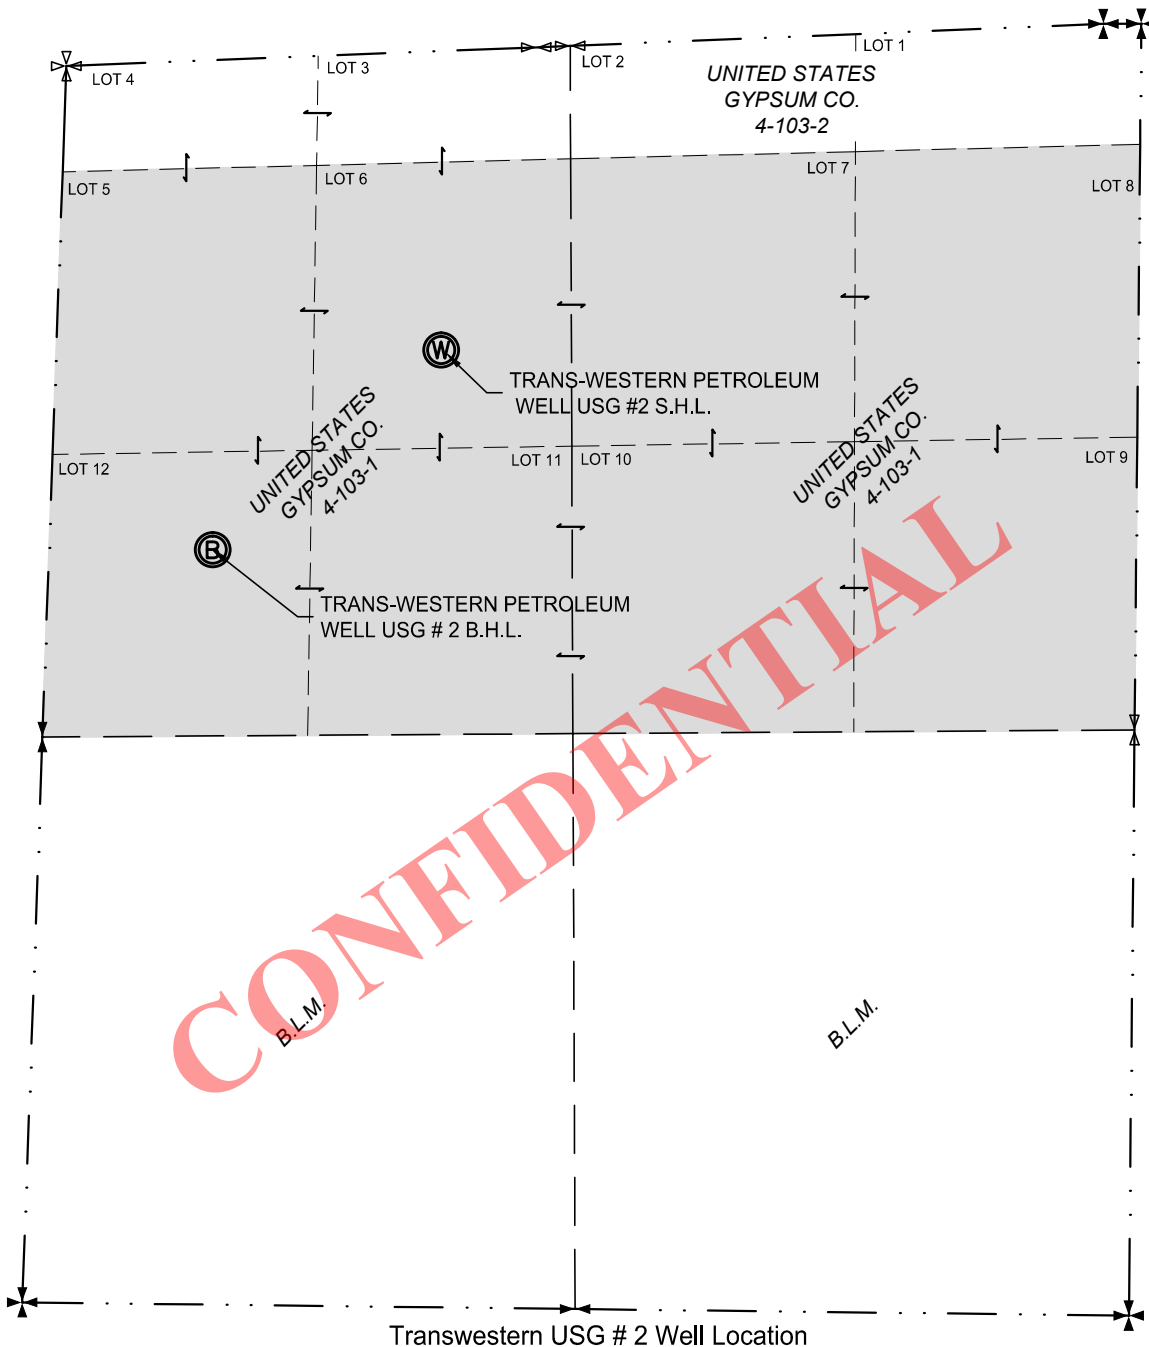 LOT 4
LOT 3
LOT 2
LOT 1
UNITED STATES
GYPSUM CO.
4-103-2
LOT 5
LOT 6
LOT 7
LOT 8
W
TRANS-WESTERN PETROLEUM
WELL USG #2 S.H.L.
UNITED STATES
GYPSUM CO.
4-103-1
UNITED STATES
GYPSUM CO.
4-103-1
LOT 12
LOT 11
LOT 10
LOT 9
B
TRANS-WESTERN PETROLEUM
WELL USG # 2 B.H.L.
CONFIDENTIAL
B.L.M.
B.L.M.
Transwestern USG # 2 Well Location